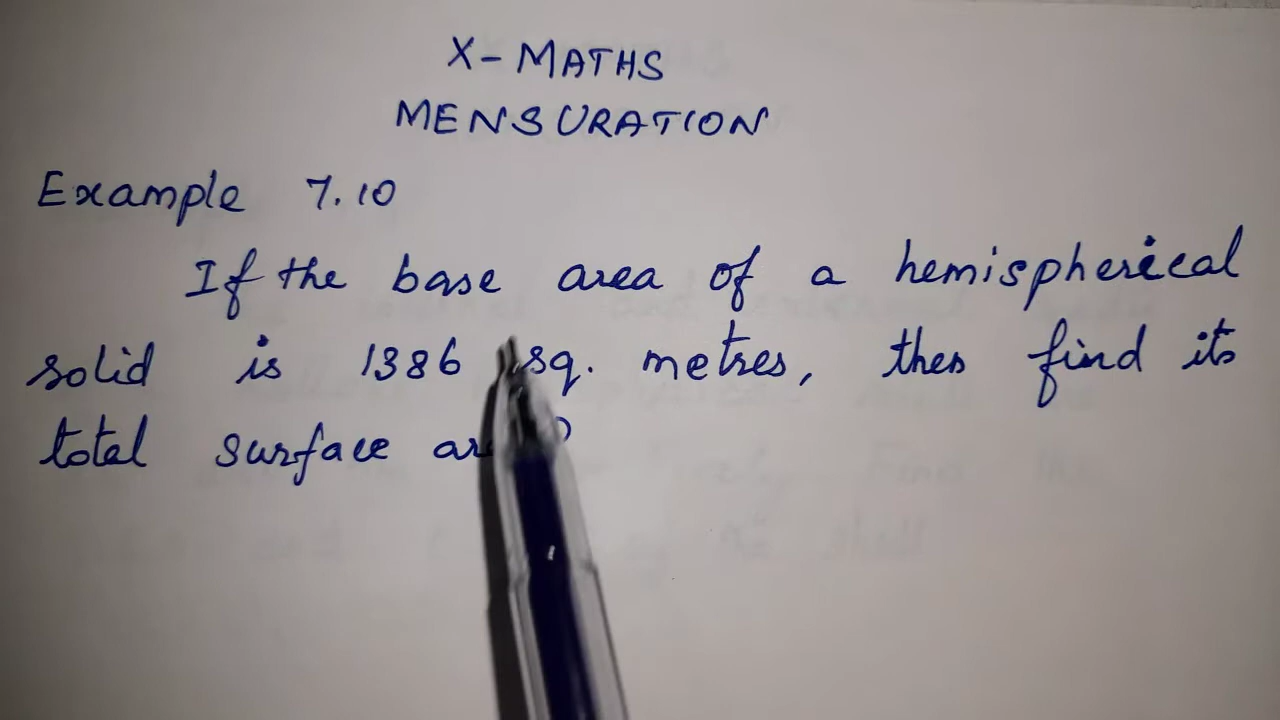 X-MATHS
MENSURATION
Example 7.10
If the base area of a hemispherical
solid is 1386 sq. metres, then find its
total surface